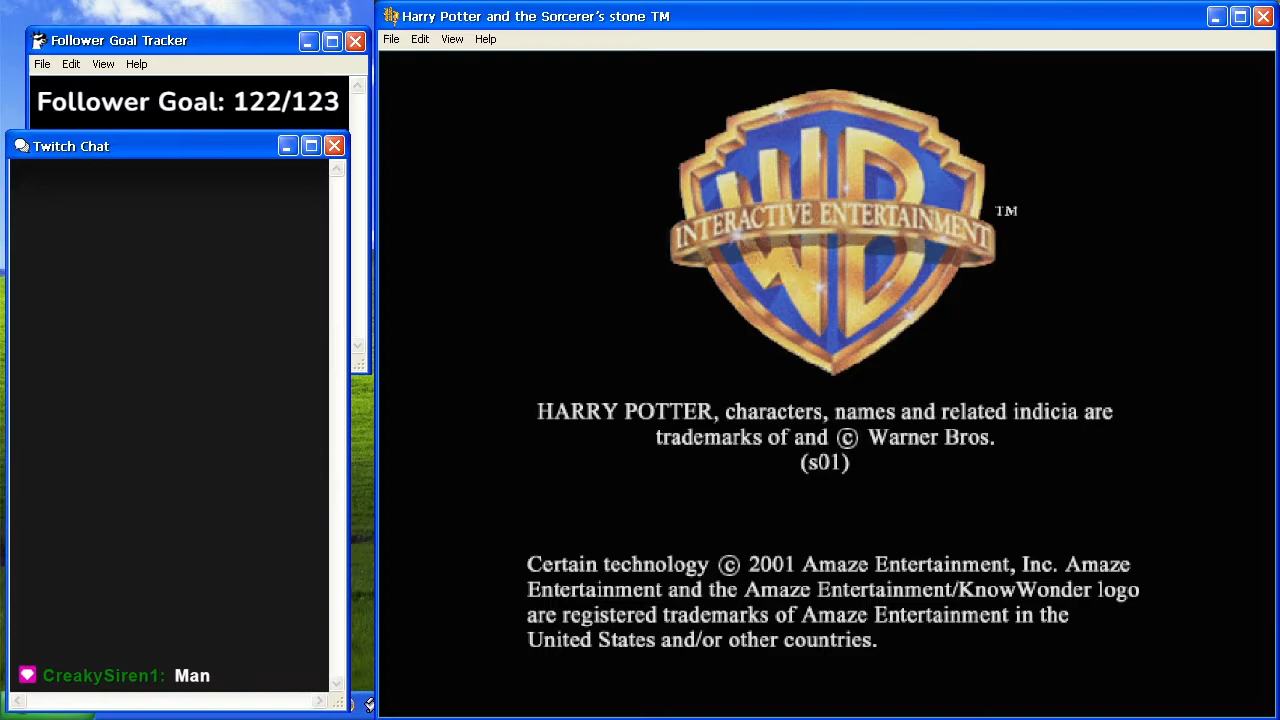 Follower Goal Tracker
File Edit View Help
Follower Goal: 122/123
Twitch Chat
CreakySiren1: Man
Harry Potter and the Sorcerer's stone TM
File Edit View Help
WB
INTERACTIVE ENTERTAINMENT
TM
HARRY POTTER, characters, names and related indicia are
trademarks of and © Warner Bros.
(s01)
Certain technology © 2001 Amaze Entertainment, Inc. Amaze
Entertainment and the Amaze Entertainment/KnowWonder logo
are registered trademarks of Amaze Entertainment in the
United States and/or other countries.